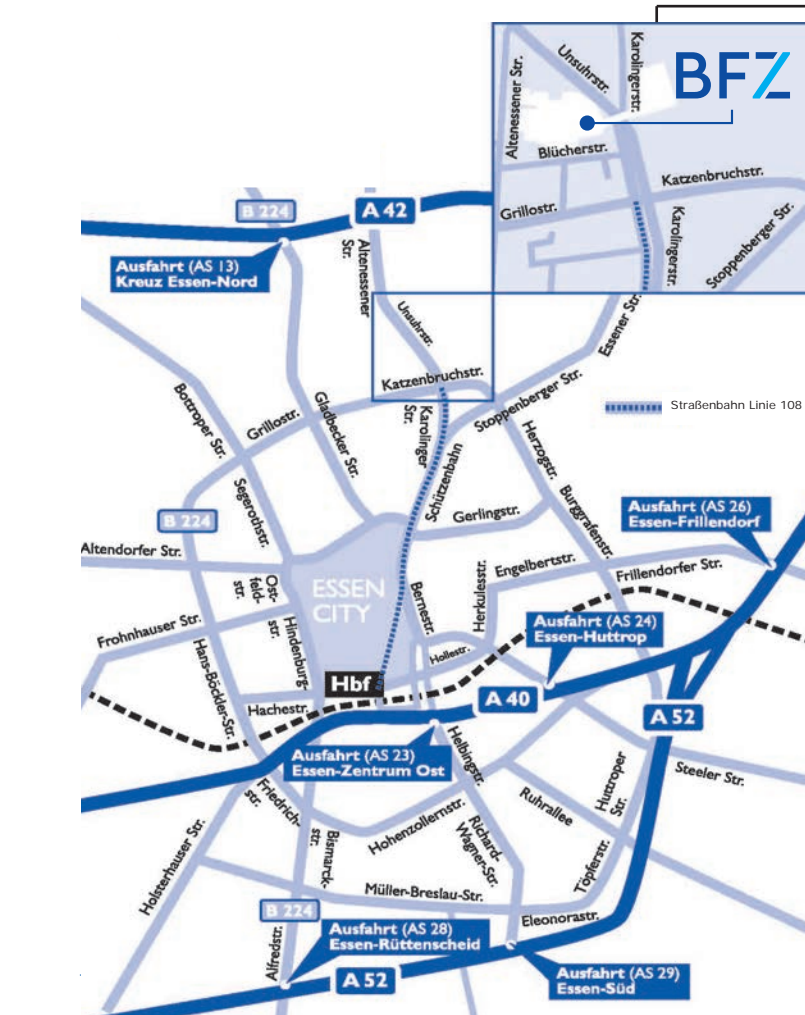 BFZ
Unsuhrstr.
Karolingerstr.
Altenessener Str.
Blücherstr.
Katzenbruchstr.
Grillostr.
Karolingerstr.
Stoppenberger Str.
B 224
A 42
Ausfahrt (AS 13)
Kreuz Essen-Nord
Altenessener
Str.
Unsuhrstr.
Essener Str.
Katzenbruchstr.
Straßenbahn Linie 108
Bottroper Str.
Grillostr.
Gladbecker Str.
Karolinger
Str.
Stoppenberger Str.
Schützenbahn
Herzogstr.
Segerothstr.
B 224
Gerlingstr.
Burggrafenstr.
Ausfahrt (AS 26)
Essen-Frillendorf
Altendorfer Str.
Ost-
feld-
str.
ESSEN
CITY
Bernestr.
Herkulesstr.
Engelbertstr.
Frillendorfer Str.
Frohnhauser Str.
Hindenburg-
str.
Hans-Böckler-Str.
Ausfahrt (AS 24)
Essen-Huttrop
Hollestr.
Hbf
Hachestr.
A 40
A 52
Ausfahrt (AS 23)
Essen-Zentrum Ost
Helbingstr.
Steeler Str.
Friedrich-
str.
Huttroper
Str.
Ruhrallee
Hohenzollernstr.
Richard-
Wagner-Str.
Bismarck-
str.
Holsterhauser Str.
Töpferstr.
Müller-Breslau-Str.
B 224
Eleonorastr.
Ausfahrt (AS 28)
Essen-Rüttenscheid
Alfredstr.
A 52
Ausfahrt (AS 29)
Essen-Süd